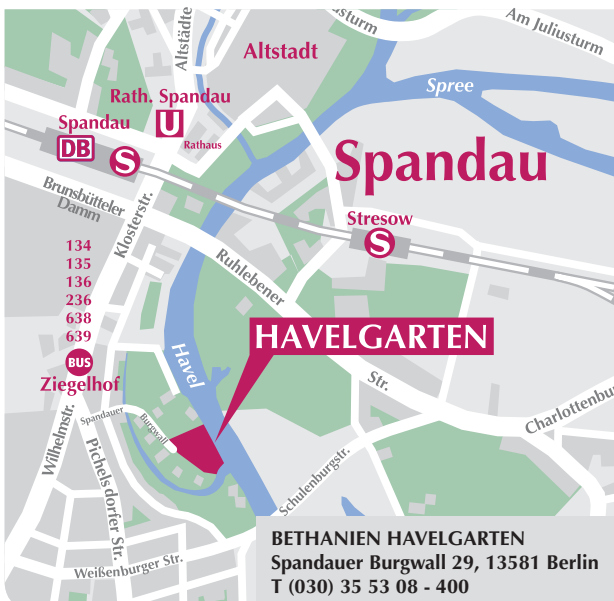 Juliusturm
Am Juliusturm
Altstädte
Altstadt
Spree
Rath. Spandau
U
Rathaus
Spandau
DB
S
Spandau
Brunsbütteler
Damm
Klosterstr.
Stresow
S
Ruhlebener
134
135
136
236
638
639
BUS
Ziegelhof
HAVELGARTEN
Havel
Str.
Charlottenbu
Spandauer
Burgwall
Wilhelmstr.
Pichelsdorfer Str.
Schulenburgstr.
Weißenburger Str.
BETHANIEN HAVELGARTEN
Spandauer Burgwall 29, 13581 Berlin
T (030) 35 53 08 - 400